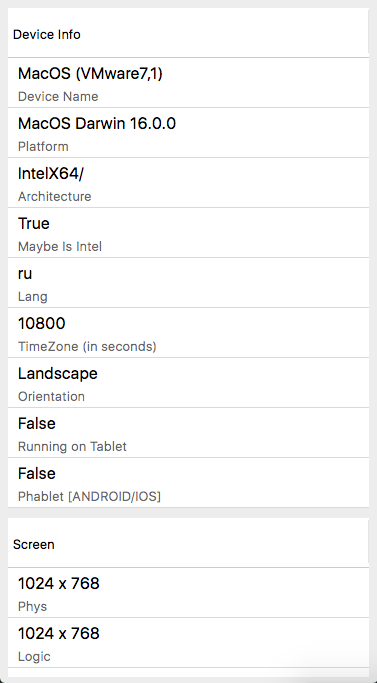 Device Info
MacOS (VMware7,1)
Device Name
MacOS Darwin 16.0.0
Platform
IntelX64/
Architecture
True
Maybe Is Intel
ru
Lang
10800
TimeZone (in seconds)
Landscape
Orientation
False
Running on Tablet
False
Phablet [ANDROID/IOS]
Screen
1024 x 768
Phys
1024 x 768
Logic